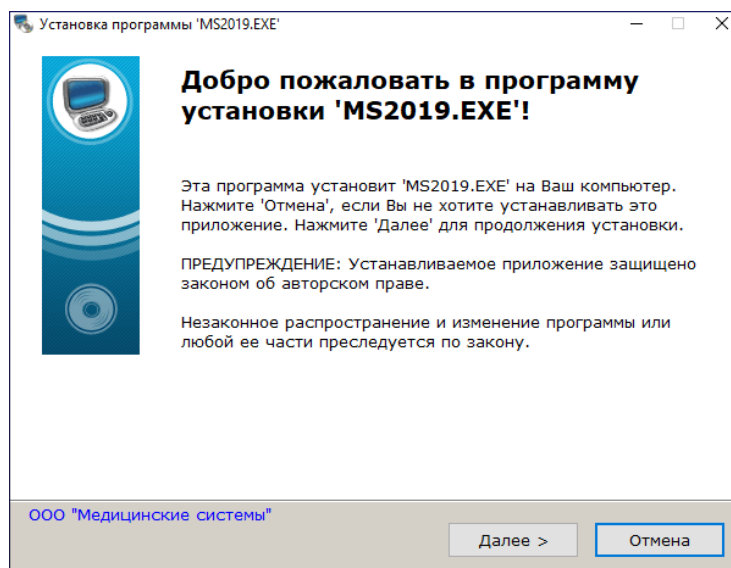 Установка программы 'MS2019.EXE'
Добро пожаловать в программу
установки 'MS2019.EXE'!
Эта программа установит 'MS2019.EXE' на Ваш компьютер.
Нажмите 'Отмена', если Вы не хотите устанавливать это
приложение. Нажмите 'Далее' для продолжения установки.
ПРЕДУПРЕЖДЕНИЕ: Устанавливаемое приложение защищено
законом об авторском праве.
Незаконное распространение и изменение программы или
любой ее части преследуется по закону.
ООО "Медицинские системы"
Далее >
Отмена